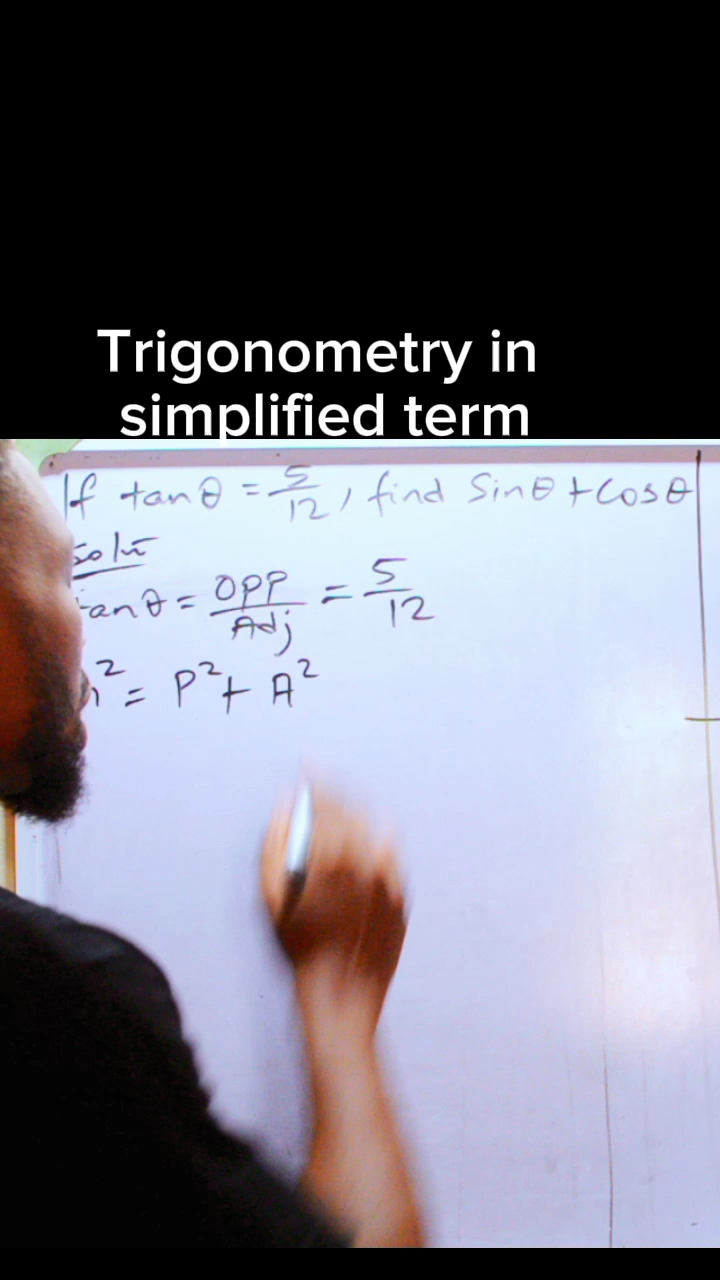 Trigonometry in
simplified term
If tanθ = 5/12, find Sinθ + Cosθ
Soln
tanθ = OPP/Adj = 5/12
h² = P² + A²